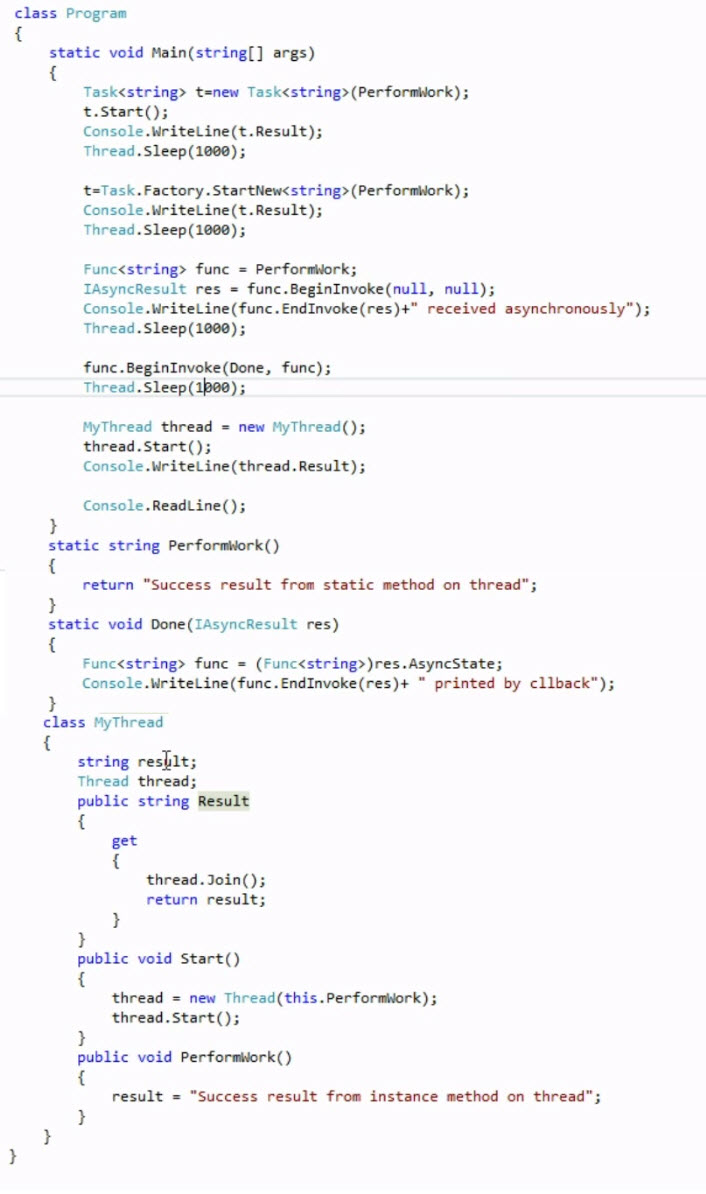 class Program
{
static void Main(string[] args)
{
Task<string> t=new Task<string>(PerformWork);
t.Start();
Console.WriteLine(t.Result);
Thread.Sleep(1000);
t=Task.Factory.StartNew<string>(PerformWork);
Console.WriteLine(t.Result);
Thread.Sleep(1000);
Func<string> func = PerformWork;
IAsyncResult res = func.BeginInvoke(null, null);
Console.WriteLine(func.EndInvoke(res)+" received asynchronously");
Thread.Sleep(1000);
func.BeginInvoke(Done, func);
Thread.Sleep(1000);
MyThread thread = new MyThread();
thread.Start();
Console.WriteLine(thread.Result);
Console.ReadLine();
}
static string PerformWork()
{
return "Success result from static method on thread";
}
static void Done(IAsyncResult res)
{
Func<string> func = (Func<string>)res.AsyncState;
Console.WriteLine(func.EndInvoke(res)+ " printed by cllback");
}
class MyThread
{
string result;
Thread thread;
public string Result
{
get
{
thread.Join();
return result;
}
}
public void Start()
{
thread = new Thread(this.PerformWork);
thread.Start();
}
public void PerformWork()
{
result = "Success result from instance method on thread";
}
}
}